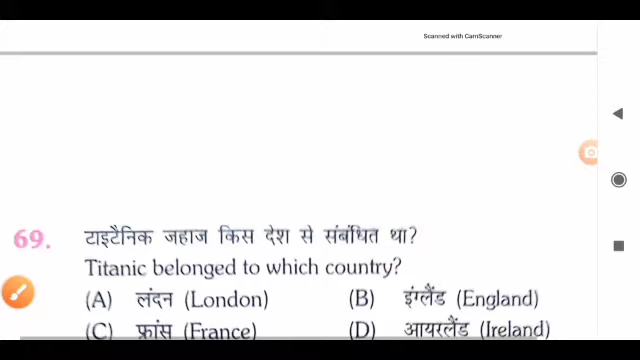 Scanned with CamScanner
69. टाइटैनिक जहाज किस देश से संबंधित था?
Titanic belonged to which country?
(A) लंदन (London) (B) इंग्लैंड (England)
(C) फ्रांस (France) (D) आयरलैंड (Ireland)